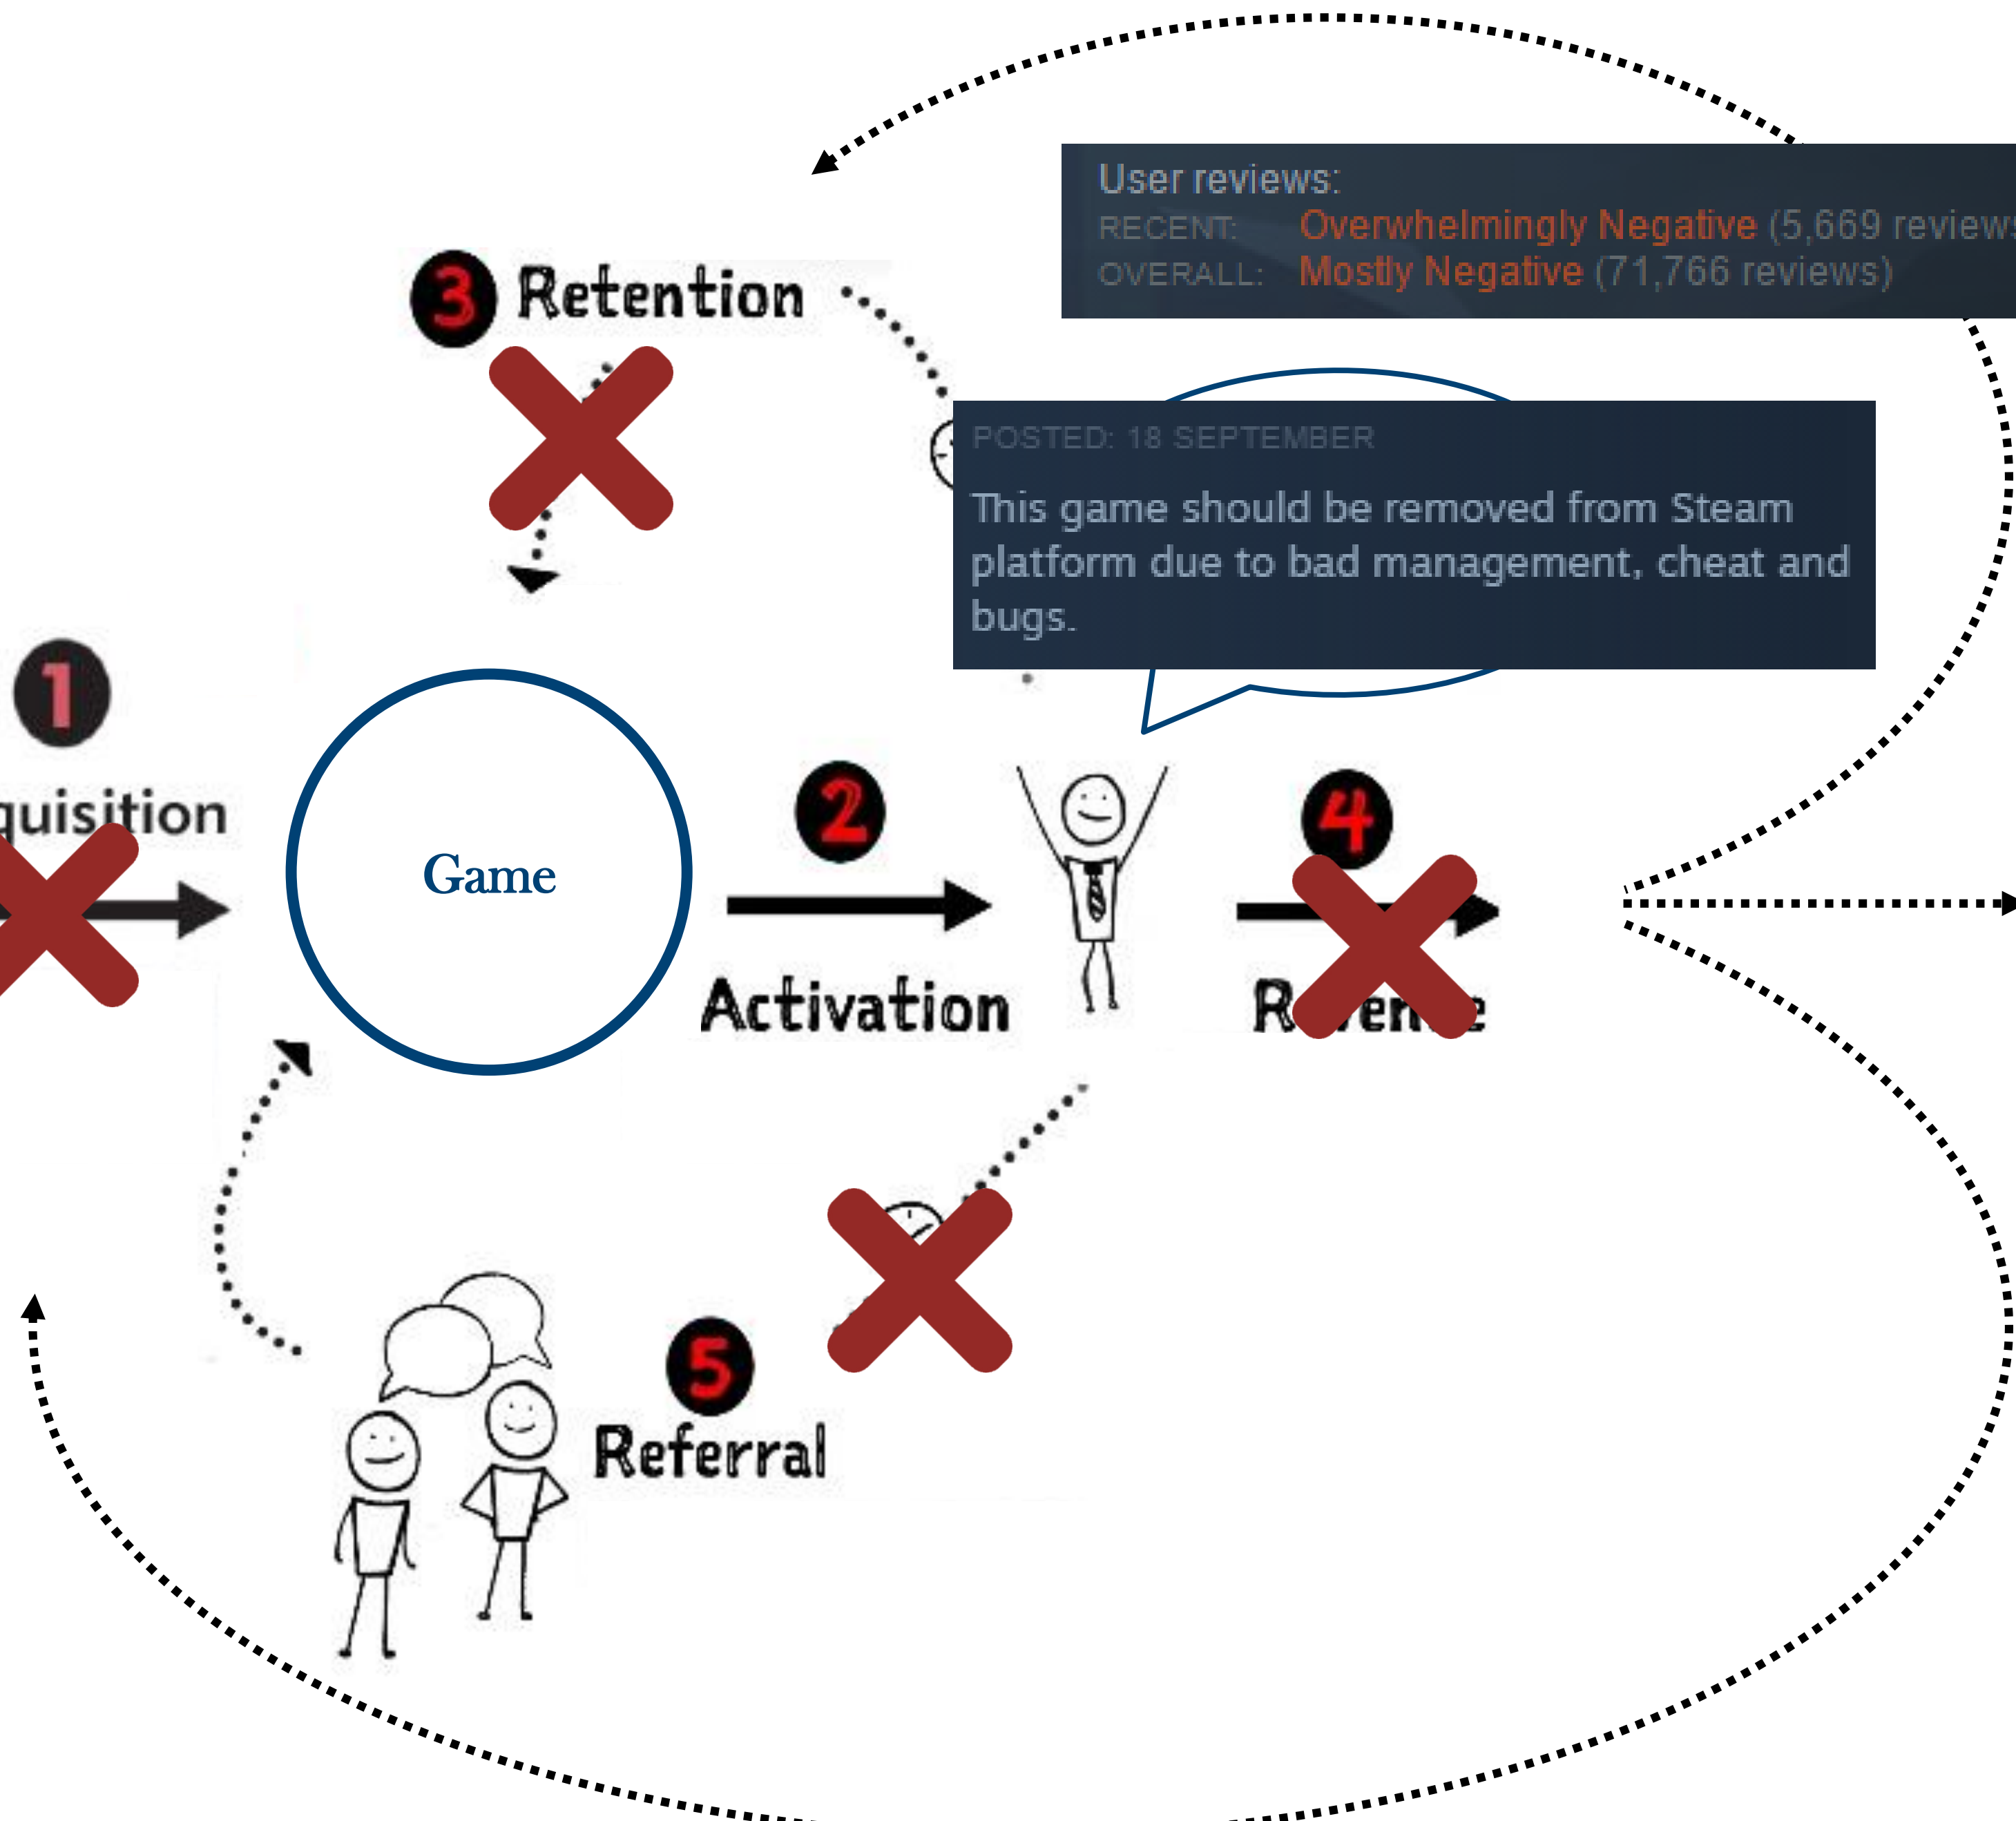 User reviews:
RECENT: Overwhelmingly Negative (5,669 reviews
OVERALL: Mostly Negative (71,766 reviews)
3 Retention
POSTED: 18 SEPTEMBER
This game should be removed from Steam
platform due to bad management, cheat and
bugs.
1
quisition
Game
2
Activation
4
5
Referral